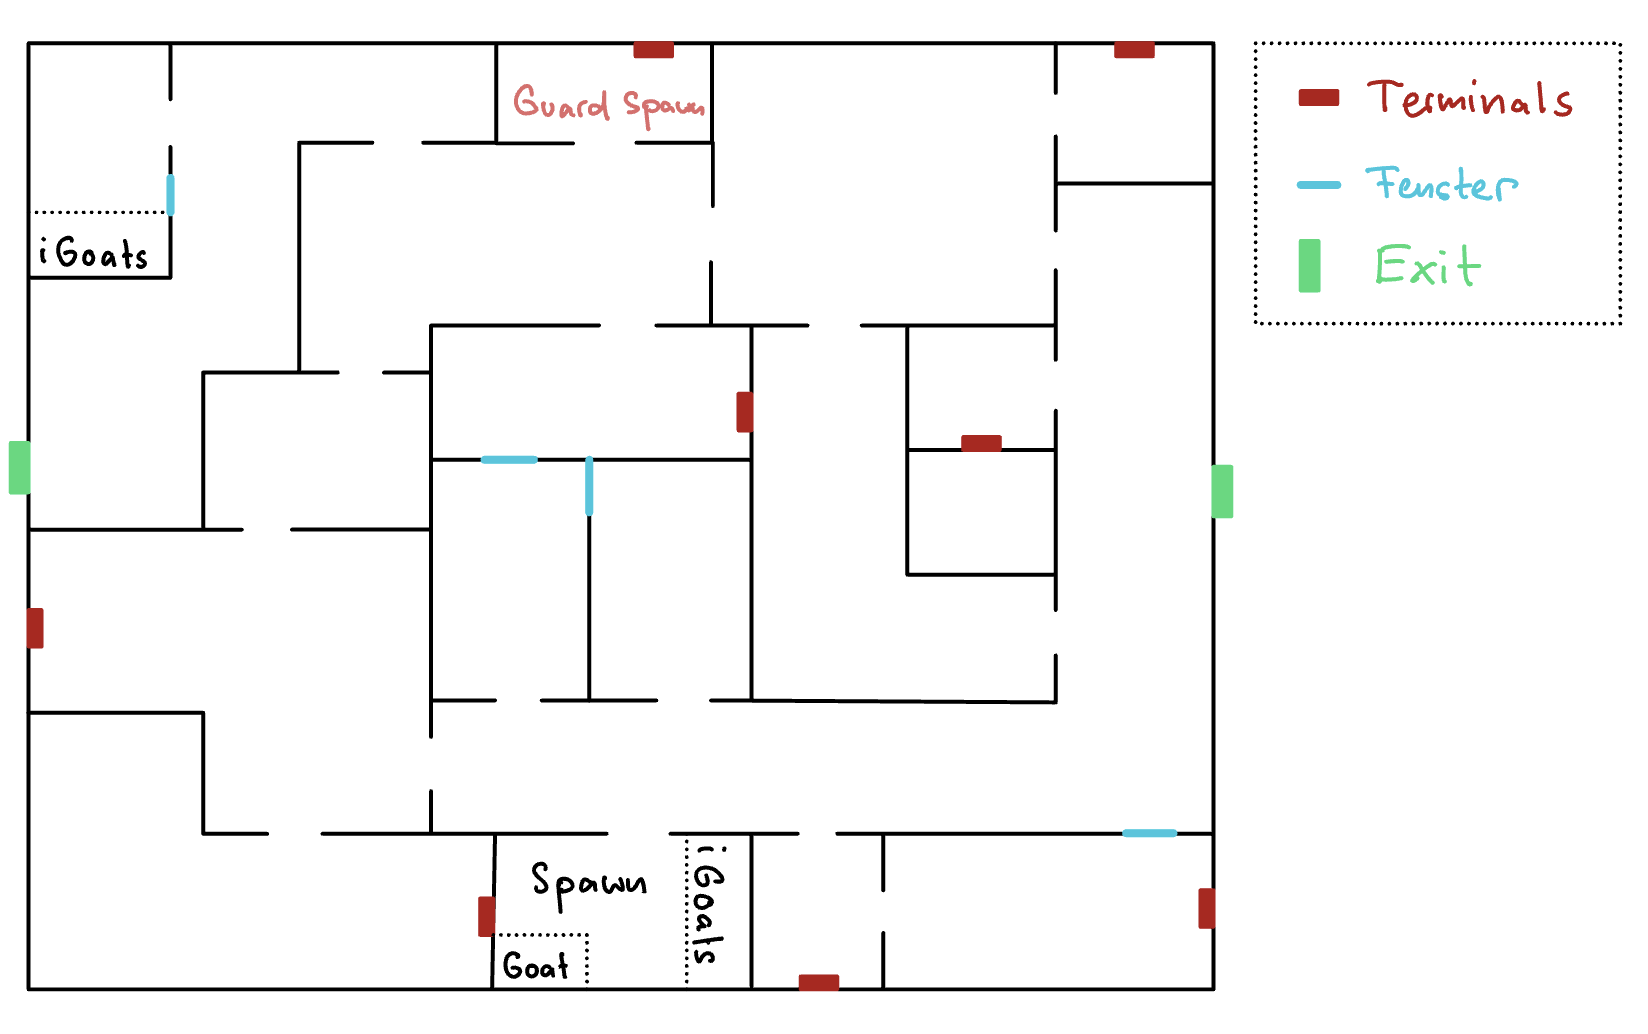 Guard Spawn
Terminals
Fenster
iGoats
Exit
Spawn
iGoats
Goat